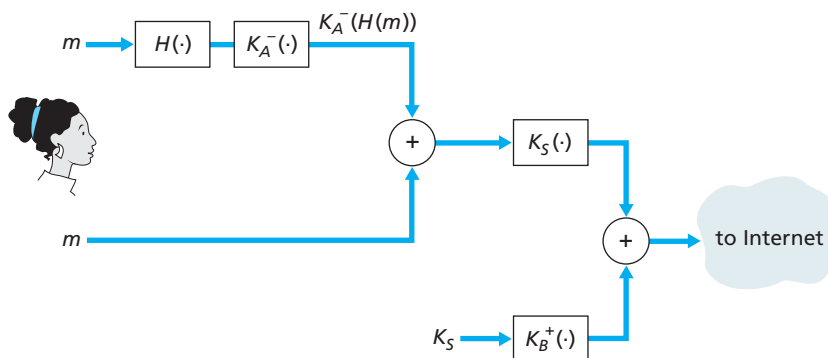 K_A^-(H(m))
m H(·) K_A^-(·)
+ K_S(·)
m + to Internet
K_S K_B^+(·)